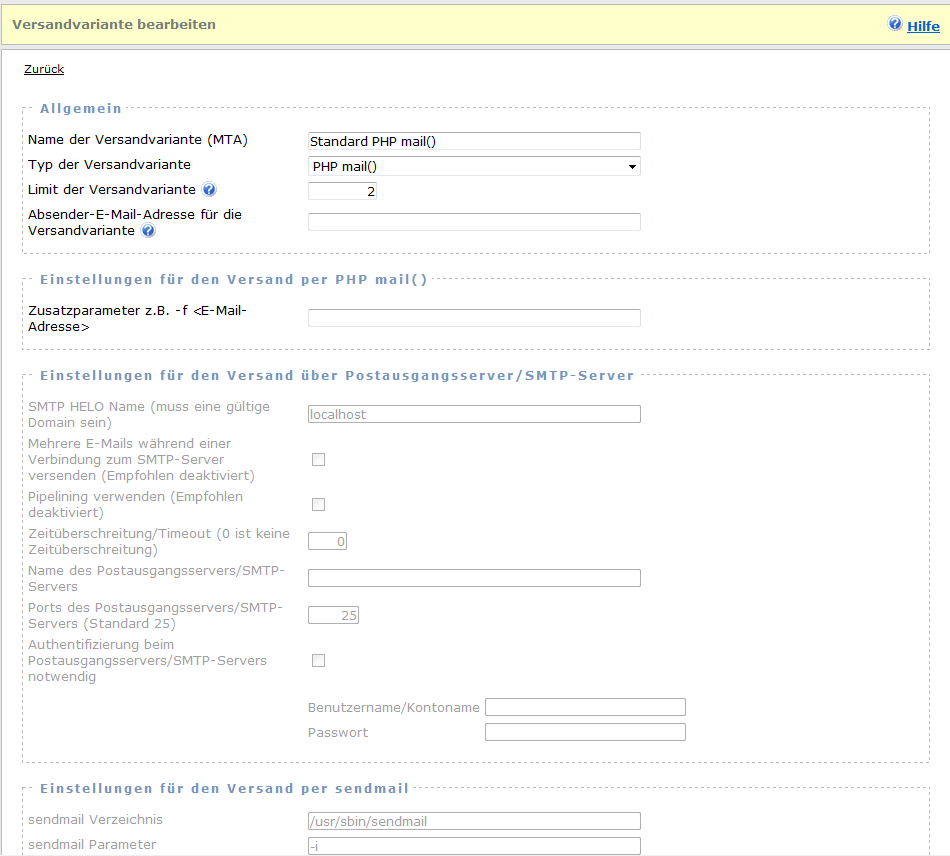 Versandvariante bearbeiten
Hilfe
Zurück
Allgemein
Name der Versandvariante (MTA)
Standard PHP mail()
Typ der Versandvariante
PHP mail()
Limit der Versandvariante
2
Absender-E-Mail-Adresse für die
Versandvariante
Einstellungen für den Versand per PHP mail()
Zusatzparameter z.B. -f <E-Mail-
Adresse>
Einstellungen für den Versand über Postausgangsserver/SMTP-Server
SMTP HELO Name (muss eine gültige
Domain sein)
localhost
Mehrere E-Mails während einer
Verbindung zum SMTP-Server
versenden (Empfohlen deaktiviert)
Pipelining verwenden (Empfohlen
deaktiviert)
Zeitüberschreitung/Timeout (0 ist keine
Zeitüberschreitung)
0
Name des Postausgangsservers/SMTP-
Servers
Ports des Postausgangsservers/SMTP-
Servers (Standard 25)
25
Authentifizierung beim
Postausgangsservers/SMTP-Servers
notwendig
Benutzername/Kontoname
Passwort
Einstellungen für den Versand per sendmail
sendmail Verzeichnis
/usr/sbin/sendmail
sendmail Parameter
-i